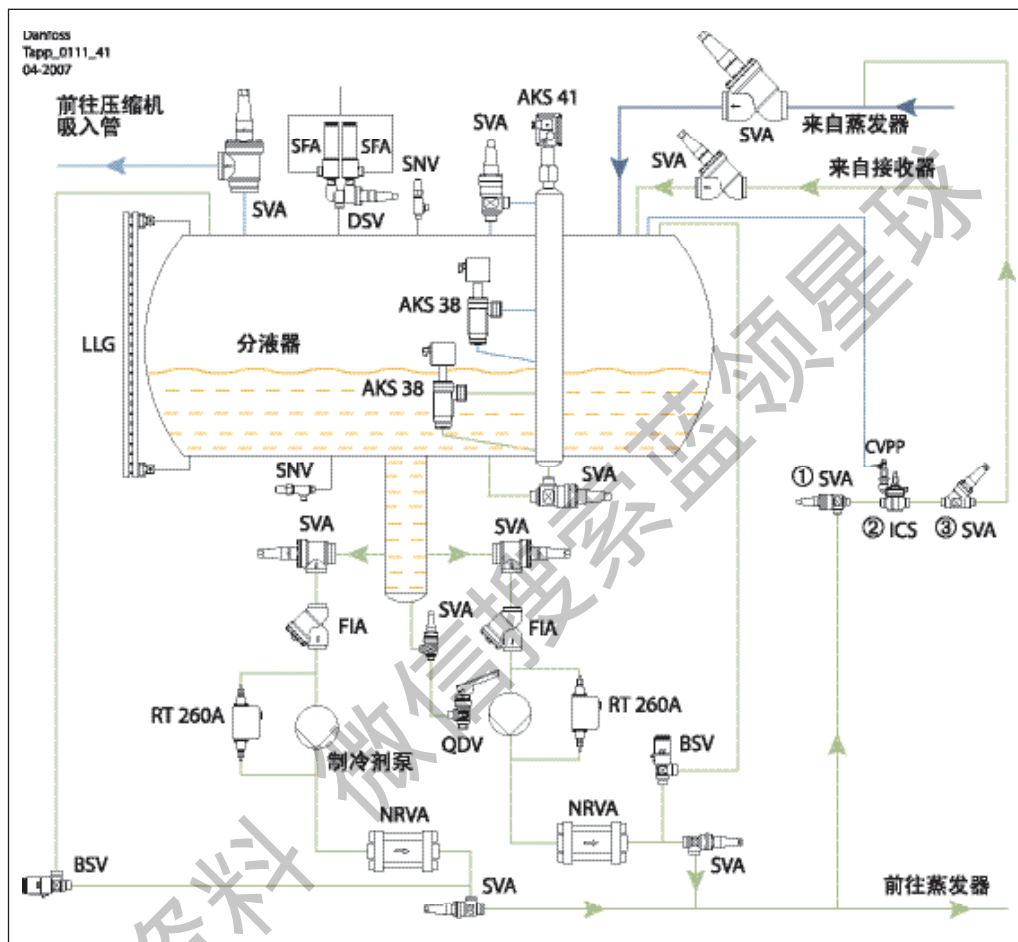 Danfoss
Tapp_0111_41
04-2007
前往压缩机
吸入管
SVA
SFA
SFA
DSV
SNV
SVA
AKS 41
SVA
来自蒸发器
SVA
来自接收器
LLG
分液器
AKS 38
AKS 38
SNV
SVA
SVA
SVA
CVPP
① SVA
② ICS
③ SVA
FIA
SVA
FIA
RT 260A
制冷剂泵
QDV
RT 260A
BSV
NRVA
NRVA
BSV
SVA
SVA
前往蒸发器
资料 微信搜索蓝领星球